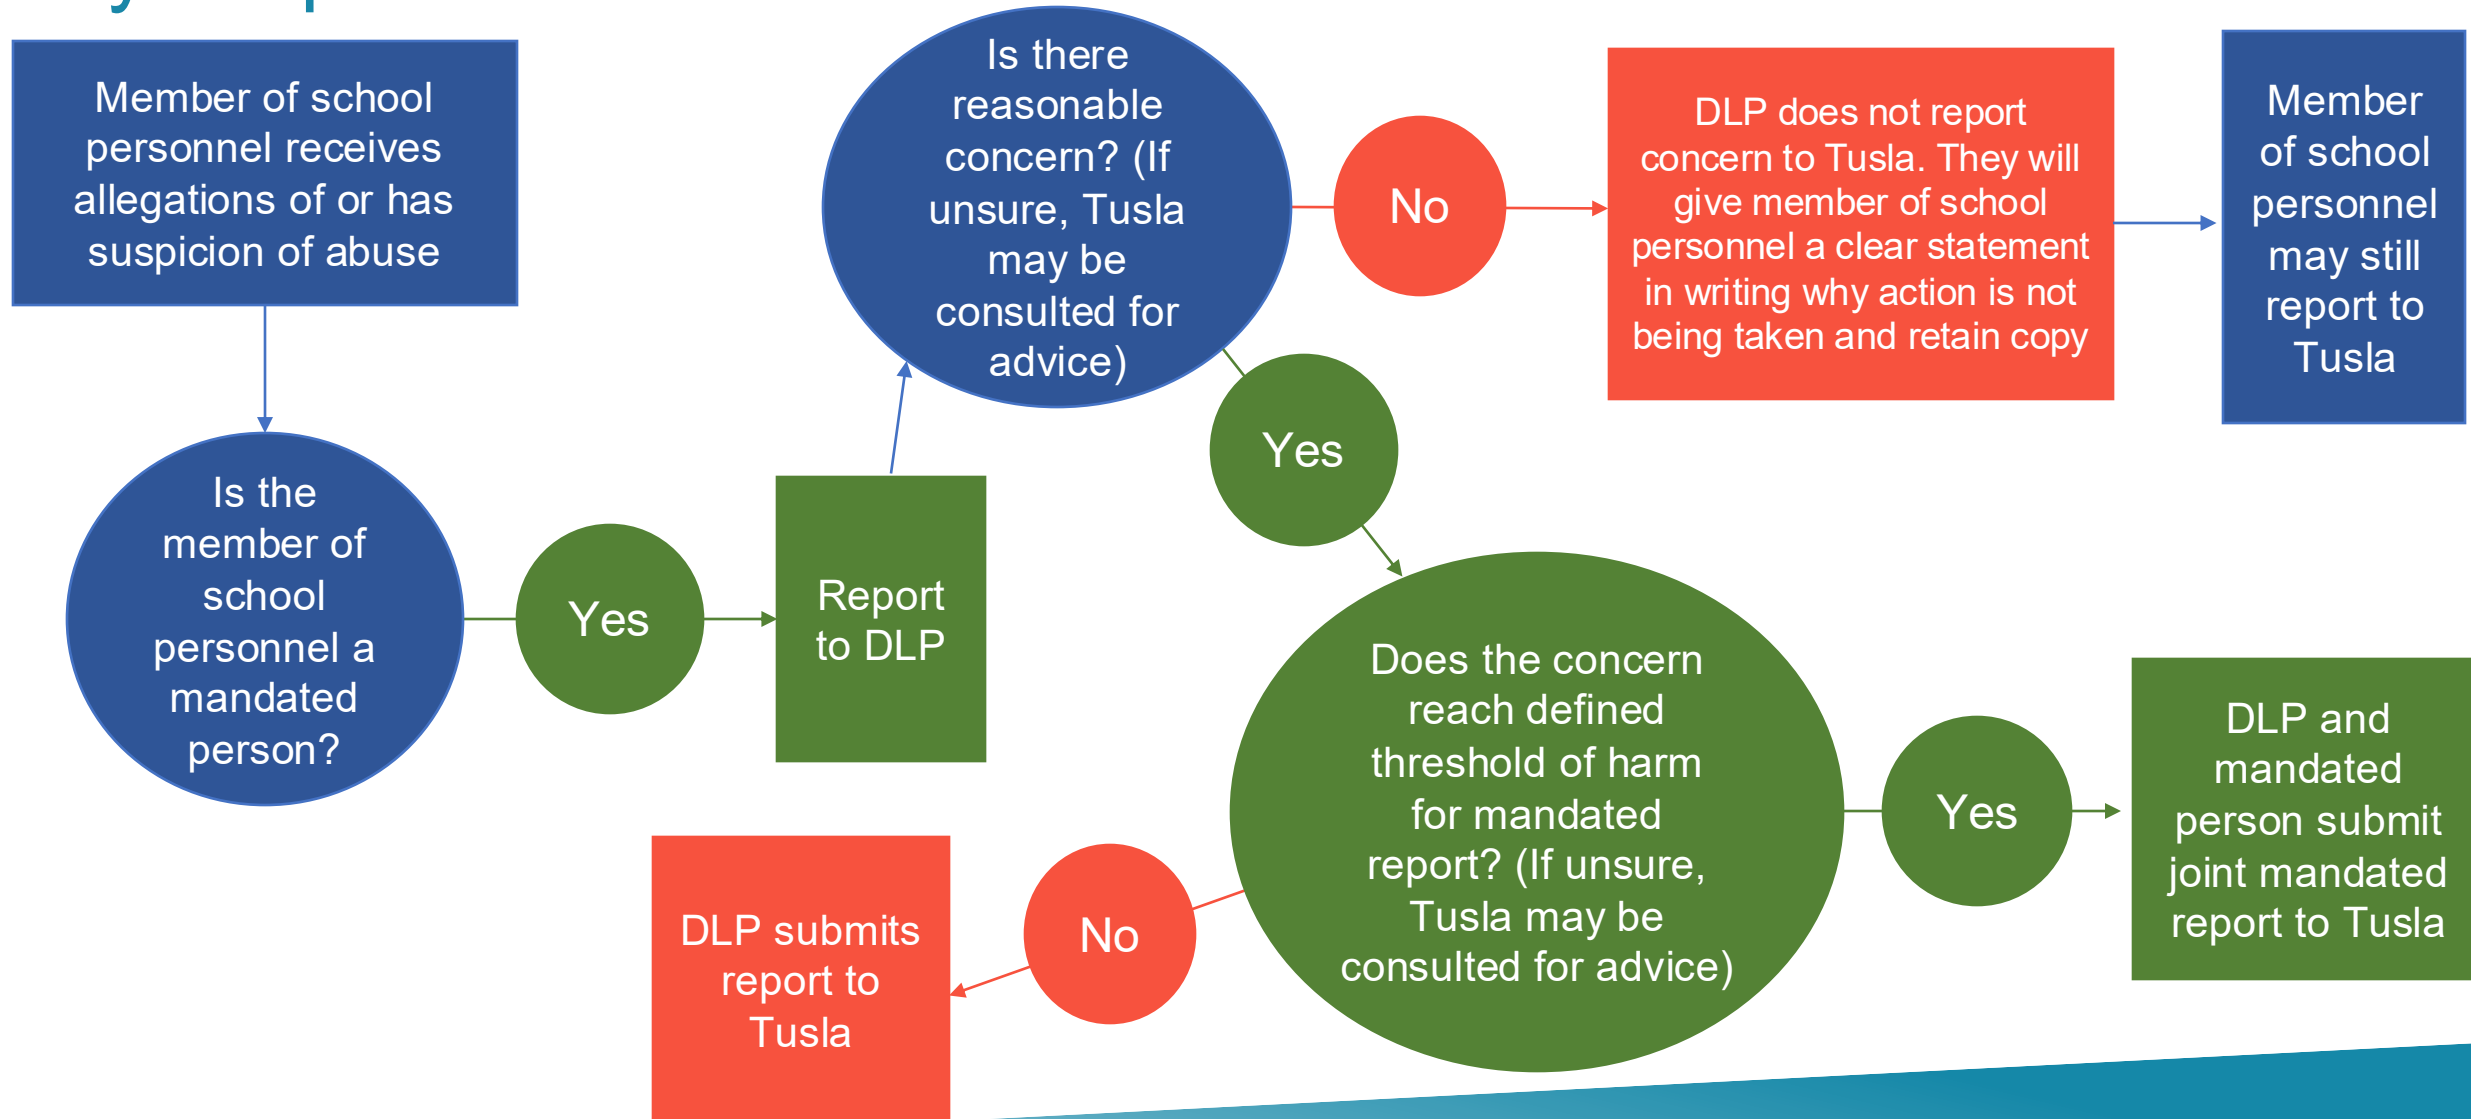 Member of school
personnel receives
allegations of or has
suspicion of abuse
Is the
member of
school
personnel a
mandated
person?
Yes
Report
to DLP
Is there
reasonable
concern? (If
unsure, Tusla
may be
consulted for
advice)
No
DLP does not report
concern to Tusla. They will
give member of school
personnel a clear statement
in writing why action is not
being taken and retain copy
Member
of school
personnel
may still
report to
Tusla
Yes
Does the concern
reach defined
threshold of harm
for mandated
report? (If unsure,
Tusla may be
consulted for advice)
Yes
DLP and
mandated
person submit
joint mandated
report to Tusla
No
DLP submits
report to
Tusla